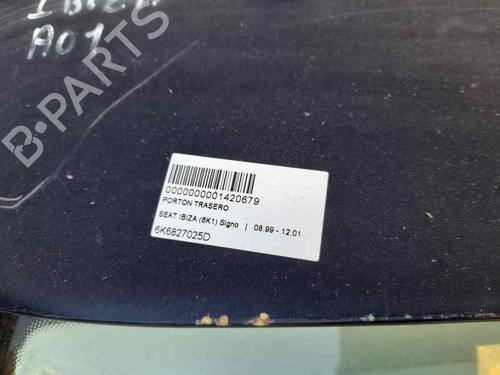 IBIZA
A01
B-PARTS
0000000001420679
PORTON TRASERO
SEAT IBIZA (6K1) Signo | 08.99 - 12.01
6K6827025D